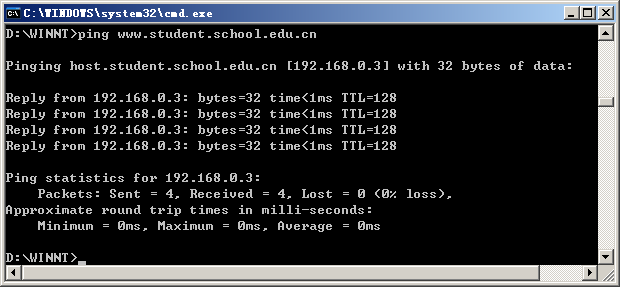 C:\WINDOWS\system32\cmd.exe
D:\WINNT>ping www.student.school.edu.cn
Pinging host.student.school.edu.cn [192.168.0.3] with 32 bytes of data:
Reply from 192.168.0.3: bytes=32 time<1ms TTL=128
Reply from 192.168.0.3: bytes=32 time<1ms TTL=128
Reply from 192.168.0.3: bytes=32 time<1ms TTL=128
Reply from 192.168.0.3: bytes=32 time<1ms TTL=128
Ping statistics for 192.168.0.3:
Packets: Sent = 4, Received = 4, Lost = 0 (0% loss),
Approximate round trip times in milli-seconds:
Minimum = 0ms, Maximum = 0ms, Average = 0ms
D:\WINNT>_